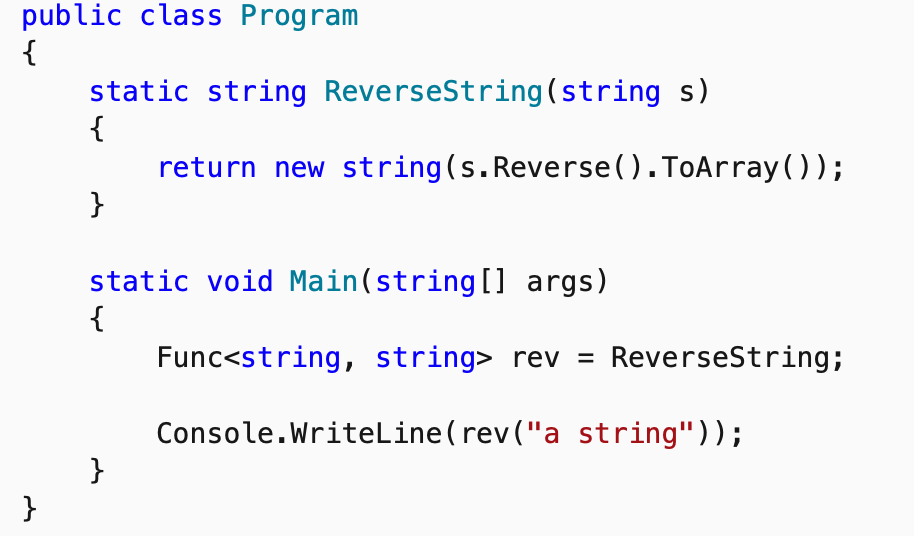 public class Program
{
    static string ReverseString(string s)
    {
        return new string(s.Reverse().ToArray());
    }

    static void Main(string[] args)
    {
        Func<string, string> rev = ReverseString;

        Console.WriteLine(rev("a string"));
    }
}